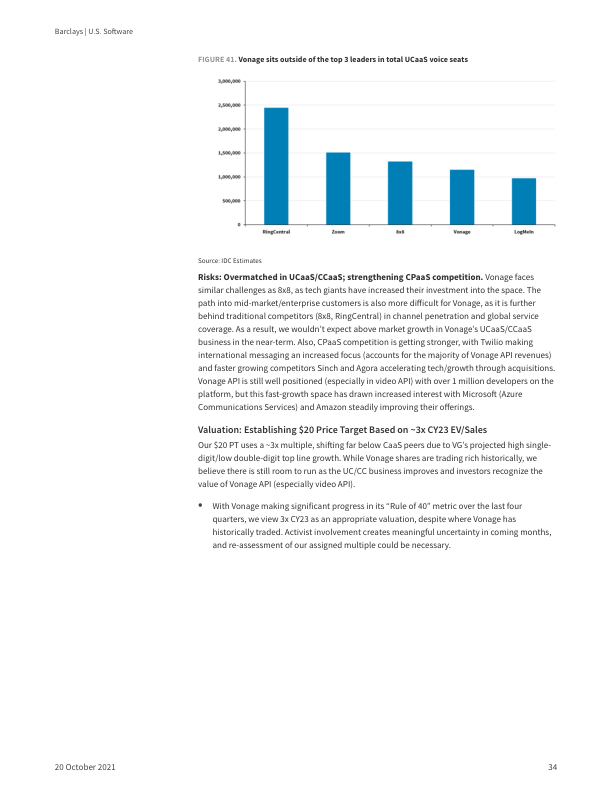 Barclays | U.S. Software
FIGURE 41. Vonage sits outside of the top 3 leaders in total UCaaS voice seats
3,000,000
2,500,000
2,000,000
1,500,000
1,000,000
500,000
0
RingCentral Zoom 8x8 Vonage LogMeIn
Source: IDC Estimates
Risks: Overmatched in UCaaS/CCaaS; strengthening CPaaS competition. Vonage faces
similar challenges as 8x8, as tech giants have increased their investment into the space. The
path into mid-market/enterprise customers is also more difficult for Vonage, as it is further
behind traditional competitors (8x8, RingCentral) in channel penetration and global service
coverage. As a result, we wouldn't expect above market growth in Vonage's UCaaS/CCaaS
business in the near-term. Also, CPaaS competition is getting stronger, with Twilio making
international messaging an increased focus (accounts for the majority of Vonage API revenues)
and faster growing competitors Sinch and Agora accelerating tech/growth through acquisitions.
Vonage API is still well positioned (especially in video API) with over 1 million developers on the
platform, but this fast-growth space has drawn increased interest with Microsoft (Azure
Communications Services) and Amazon steadily improving their offerings.
Valuation: Establishing $20 Price Target Based on ~3x CY23 EV/Sales
Our $20 PT uses a ~3x multiple, shifting far below CaaS peers due to VG's projected high single-
digit/low double-digit top line growth. While Vonage shares are trading rich historically, we
believe there is still room to run as the UC/CC business improves and investors recognize the
value of Vonage API (especially video API).
• With Vonage making significant progress in its "Rule of 40" metric over the last four
quarters, we view 3x CY23 as an appropriate valuation, despite where Vonage has
historically traded. Activist involvement creates meaningful uncertainty in coming months,
and re-assessment of our assigned multiple could be necessary.
20 October 2021
34